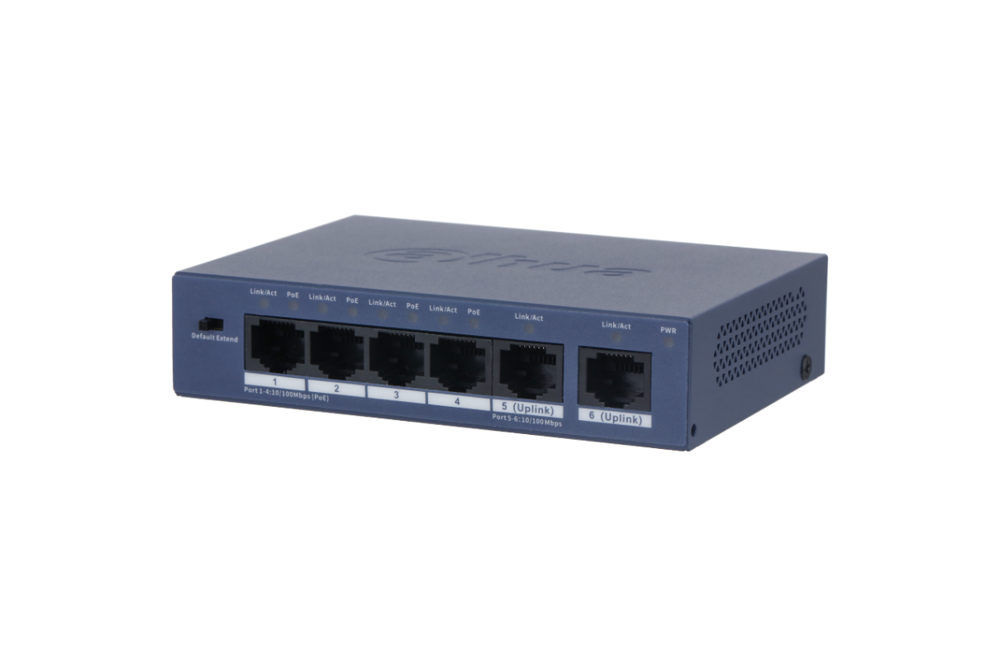 alhua
Link/Act PoE Link/Act PoE Link/Act PoE Link/Act PoE Link/Act Link/Act PWR
Default Extend
1 2 3 4 5 (Uplink) 6 (Uplink)
Port 1-4:10/100Mbps (PoE) Port 5-6:10/100Mbps